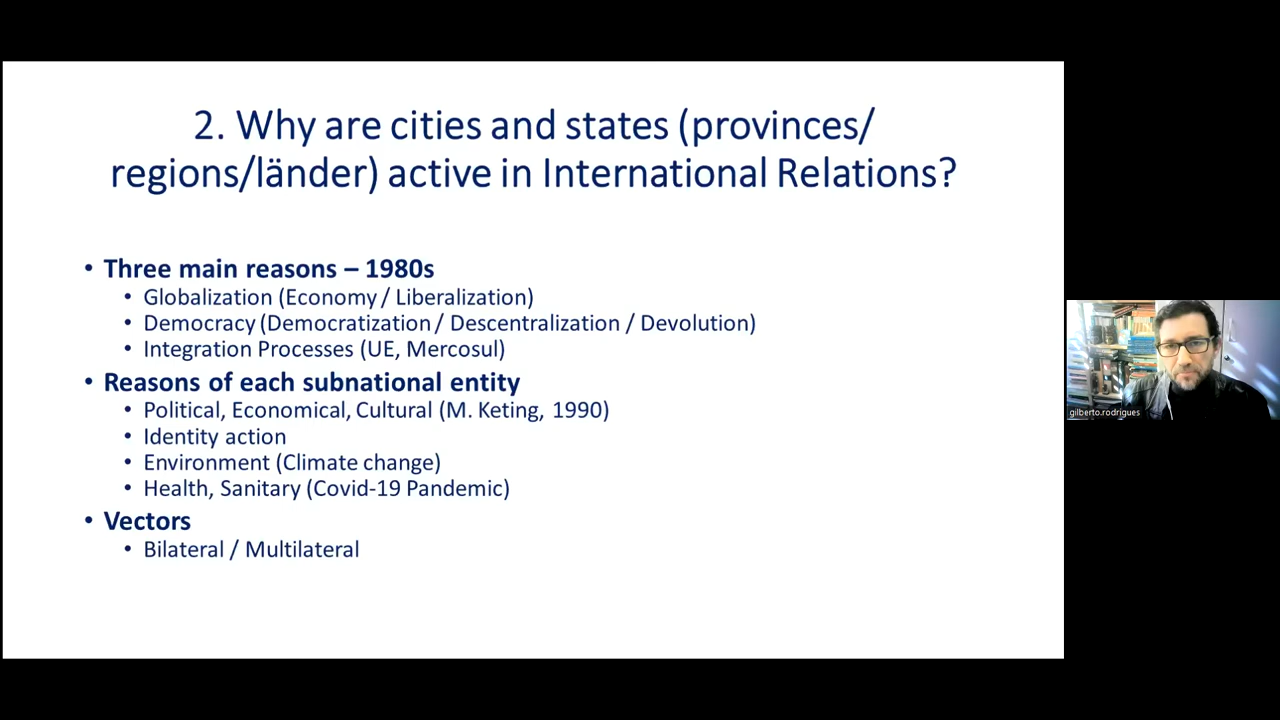 2. Why are cities and states (provinces/
regions/länder) active in International Relations?
• Three main reasons – 1980s
• Globalization (Economy / Liberalization)
• Democracy (Democratization / Descentralization / Devolution)
• Integration Processes (UE, Mercosul)
• Reasons of each subnational entity
• Political, Economical, Cultural (M. Keting, 1990)
• Identity action
• Environment (Climate change)
• Health, Sanitary (Covid-19 Pandemic)
• Vectors
• Bilateral / Multilateral
gilberto.rodrigues